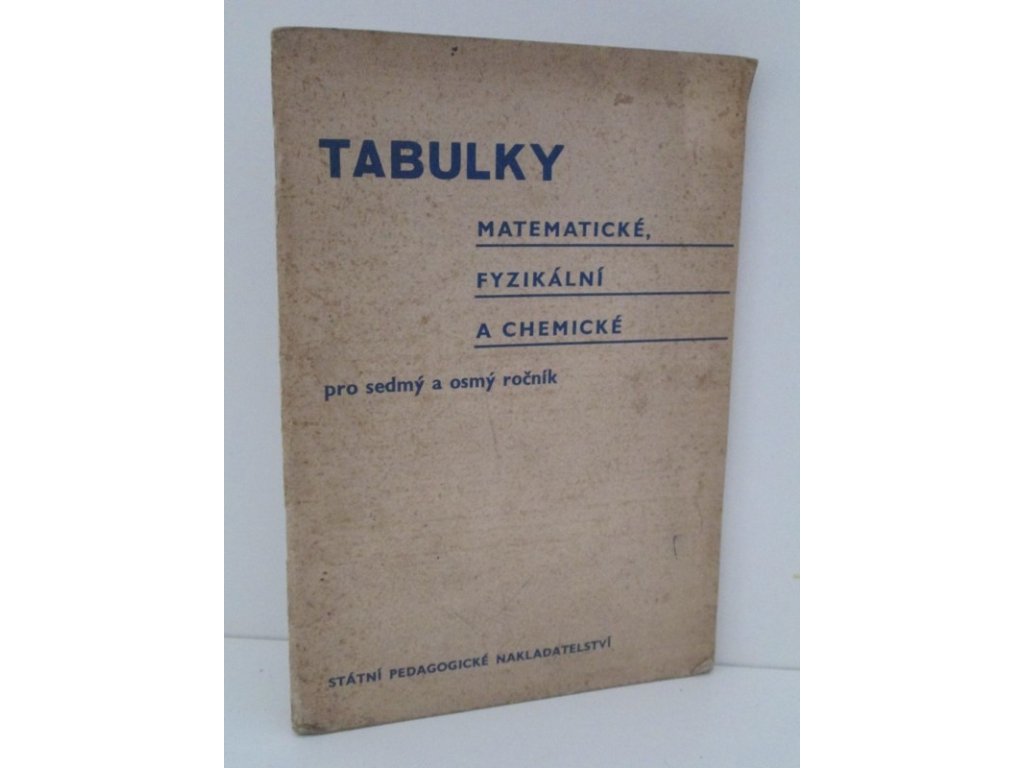 TABULKY
MATEMATICKÉ,
FYZIKÁLNÍ
A CHEMICKÉ
pro sedmý a osmý ročník
STÁTNÍ PEDAGOGICKÉ NAKLADATELSTVÍ